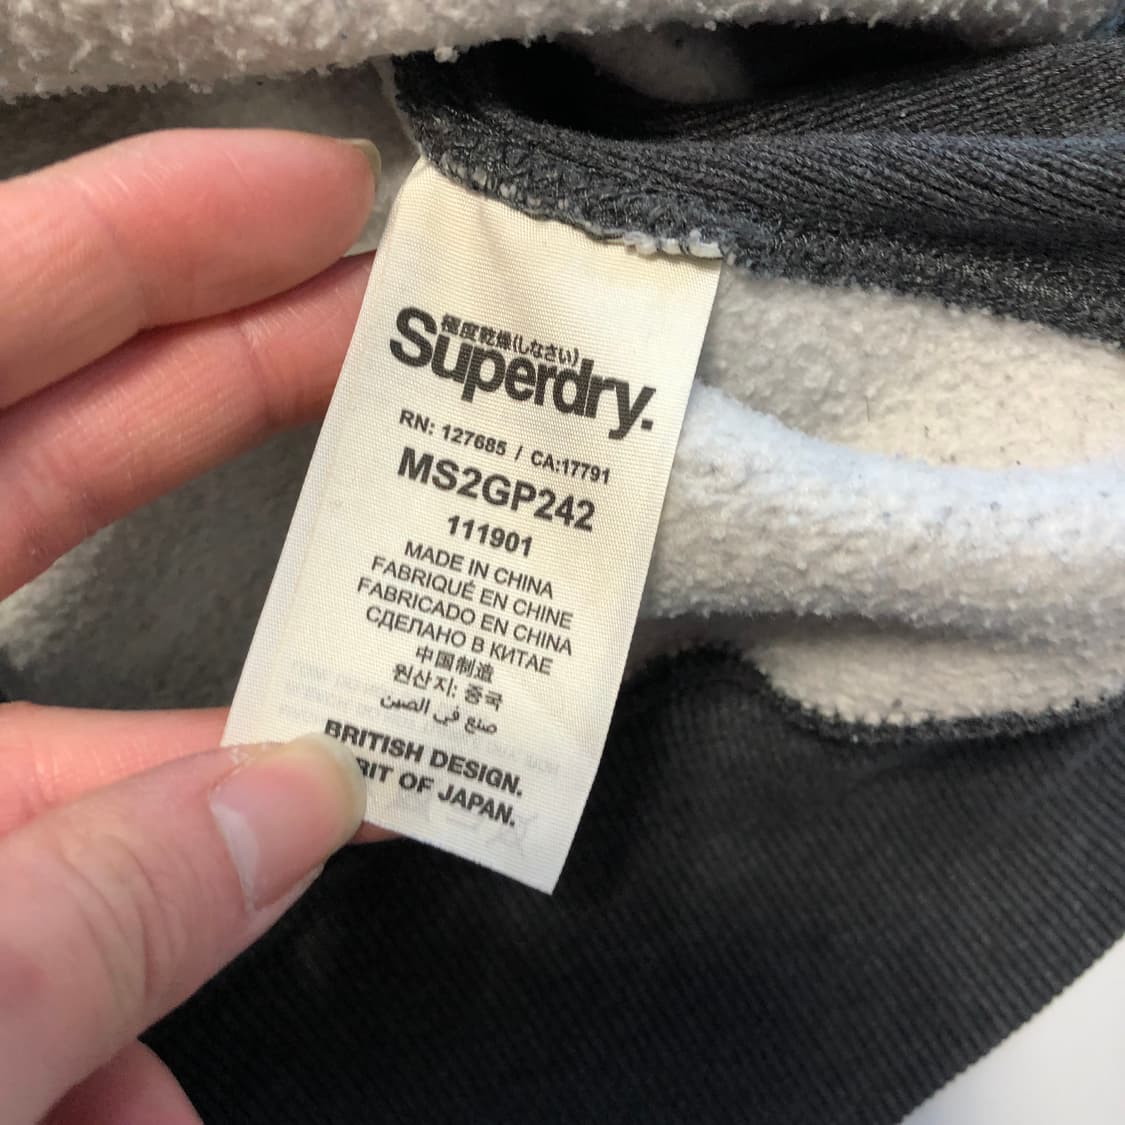 極度乾燥(しなさい)
Superdry.
RN: 127685 / CA:17791
MS2GP242
111901
MADE IN CHINA
FABRIQUÉ EN CHINE
FABRICADO EN CHINA
СДЕЛАНО В КИТАЕ
中国制造
원산지: 중국
صنع في الصين
BRITISH DESIGN.
OF JAPAN.